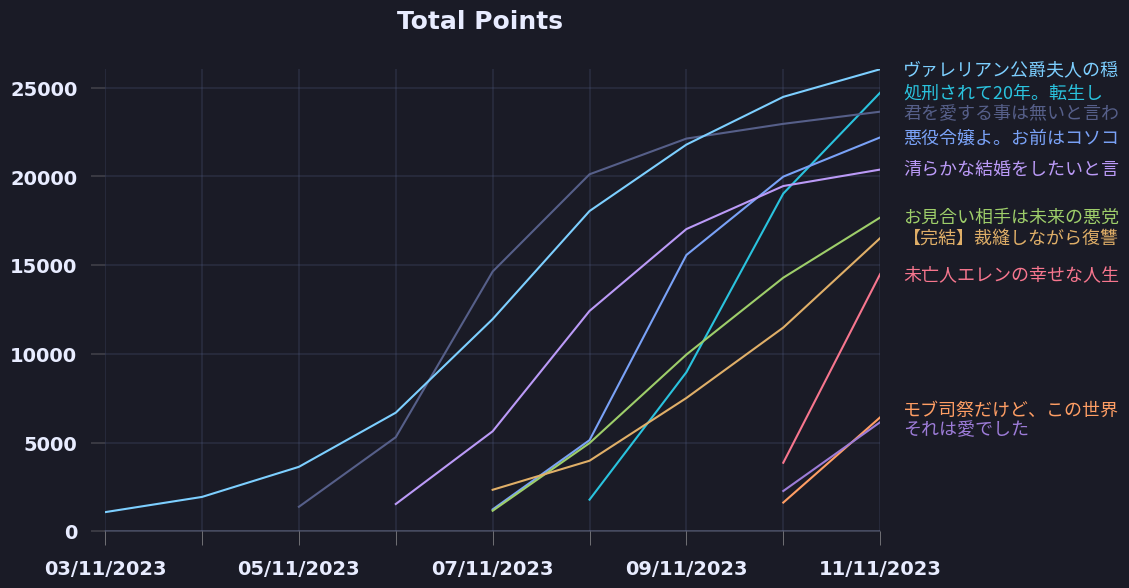 Total Points
25000
20000
15000
10000
5000
0
03/11/2023
05/11/2023
07/11/2023
09/11/2023
11/11/2023
ヴァレリアン公爵夫人の穏
処刑されて20年。転生し
君を愛する事は無いと言わ
悪役令嬢よ。お前はコソコ
清らかな結婚をしたいと言
お見合い相手は未来の悪党
【完結】裁縫しながら復讐
未亡人エレンの幸せな人生
モブ司祭だけど、この世界
それは愛でした